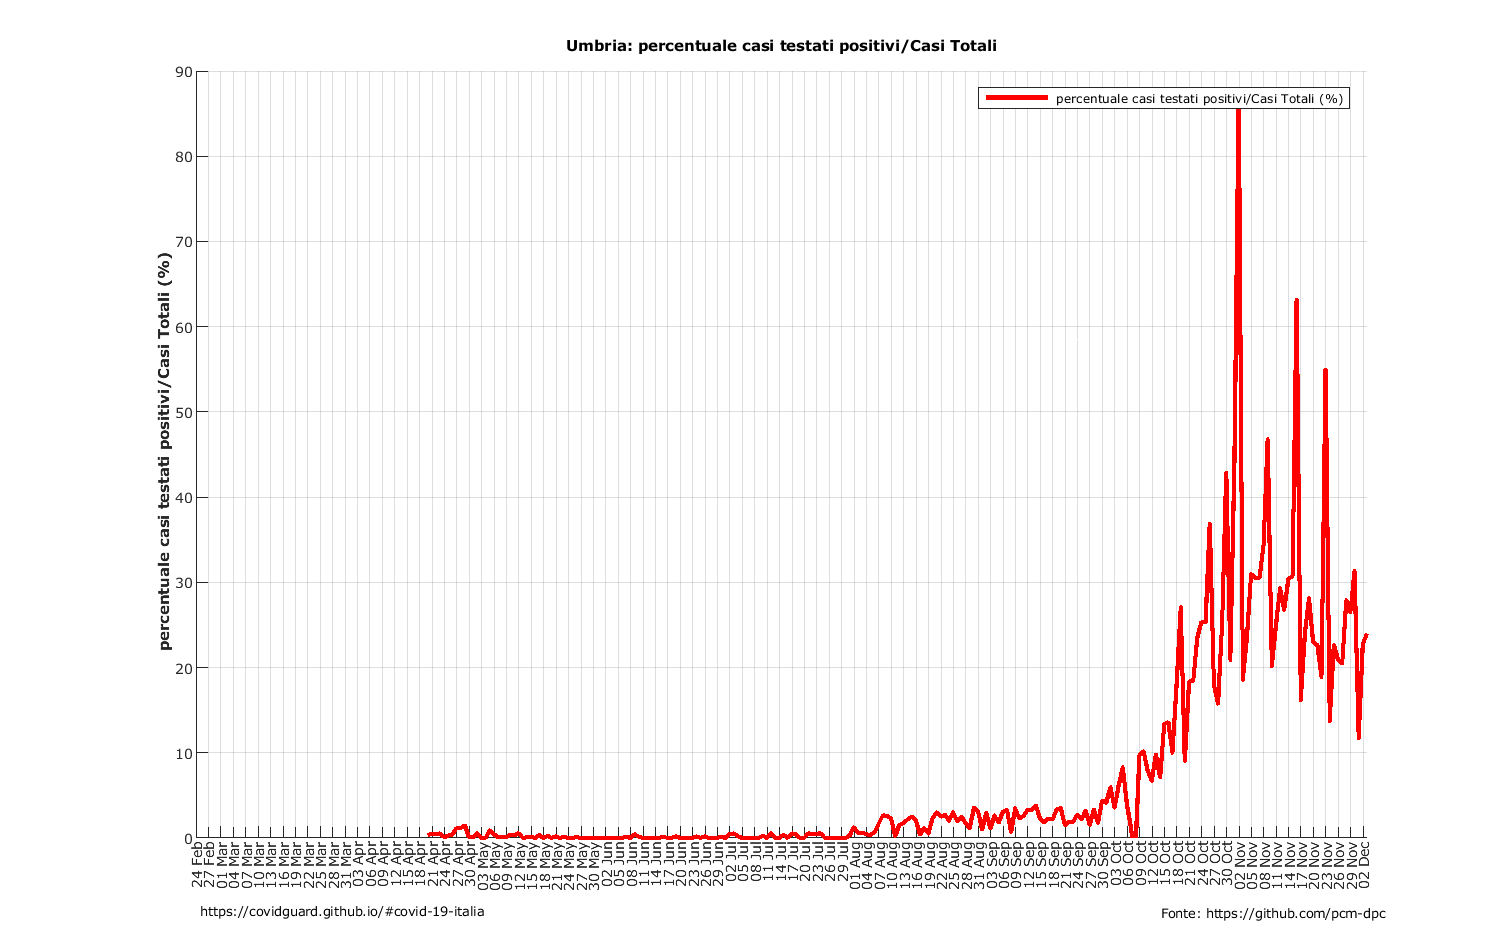 Umbria: percentuale casi testati positivi/Casi Totali
percentuale casi testati positivi/Casi Totali (%)
percentuale casi testati positivi/Casi Totali (%)
90
80
70
60
50
40
30
20
10
0
24 Feb
27 Feb
01 Mar
04 Mar
07 Mar
10 Mar
13 Mar
16 Mar
19 Mar
22 Mar
25 Mar
28 Mar
31 Mar
03 Apr
06 Apr
09 Apr
12 Apr
15 Apr
18 Apr
21 Apr
24 Apr
27 Apr
30 Apr
03 May
06 May
09 May
12 May
15 May
18 May
21 May
24 May
27 May
30 May
02 Jun
05 Jun
08 Jun
11 Jun
14 Jun
17 Jun
20 Jun
23 Jun
26 Jun
29 Jun
02 Jul
05 Jul
08 Jul
11 Jul
14 Jul
17 Jul
20 Jul
23 Jul
26 Jul
29 Jul
01 Aug
04 Aug
07 Aug
10 Aug
13 Aug
16 Aug
19 Aug
22 Aug
25 Aug
28 Aug
31 Aug
03 Sep
06 Sep
09 Sep
12 Sep
15 Sep
18 Sep
21 Sep
24 Sep
27 Sep
30 Sep
03 Oct
06 Oct
09 Oct
12 Oct
15 Oct
18 Oct
21 Oct
24 Oct
27 Oct
30 Oct
02 Nov
05 Nov
08 Nov
11 Nov
14 Nov
17 Nov
20 Nov
23 Nov
26 Nov
29 Nov
02 Dec
https://covidguard.github.io/#covid-19-italia
Fonte: https://github.com/pcm-dpc